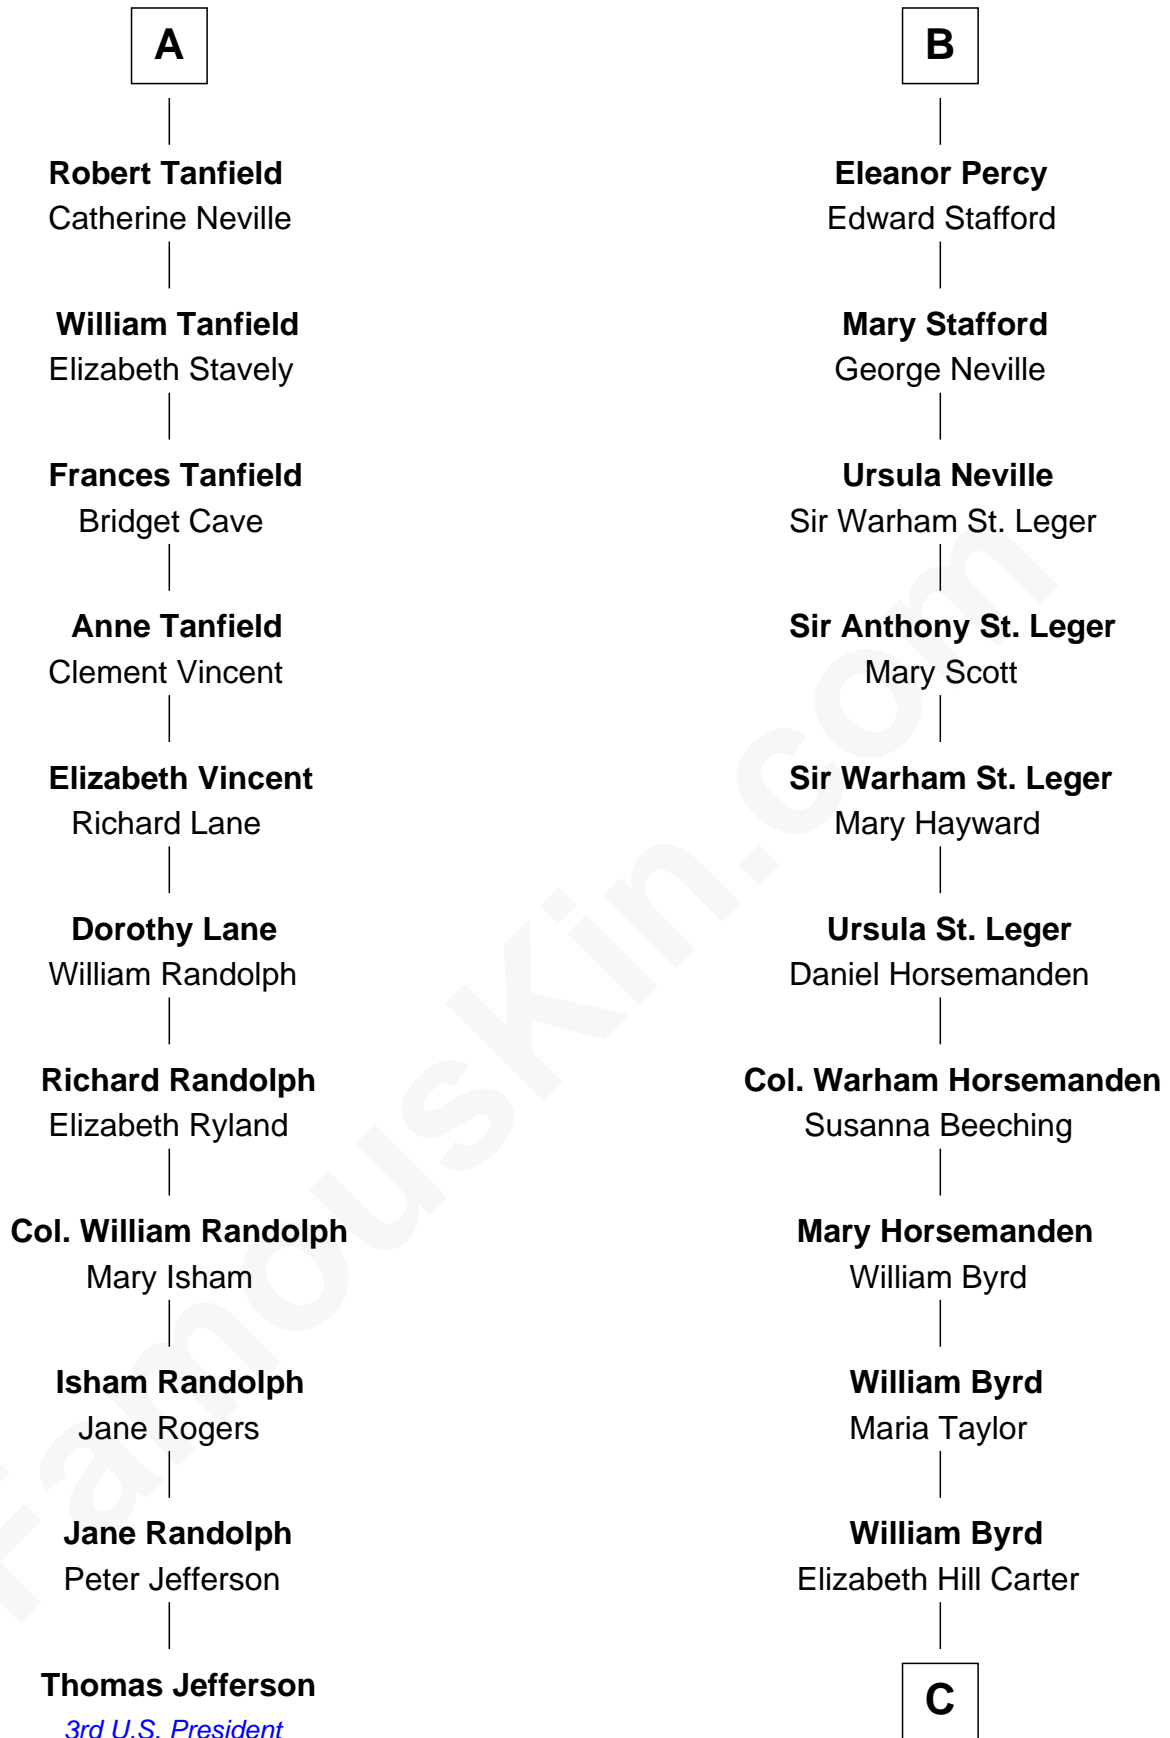 A
Robert Tanfield
Catherine Neville
William Tanfield
Elizabeth Stavely
Frances Tanfield
Bridget Cave
Anne Tanfield
Clement Vincent
Elizabeth Vincent
Richard Lane
Dorothy Lane
William Randolph
Richard Randolph
Elizabeth Ryland
Col. William Randolph
Mary Isham
Isham Randolph
Jane Rogers
Jane Randolph
Peter Jefferson
Thomas Jefferson
3rd U.S. President
B
Eleanor Percy
Edward Stafford
Mary Stafford
George Neville
Ursula Neville
Sir Warham St. Leger
Sir Anthony St. Leger
Mary Scott
Sir Warham St. Leger
Mary Hayward
Ursula St. Leger
Daniel Horsemanden
Col. Warham Horsemanden
Susanna Beeching
Mary Horsemanden
William Byrd
William Byrd
Maria Taylor
William Byrd
Elizabeth Hill Carter
C
FamousKin.com